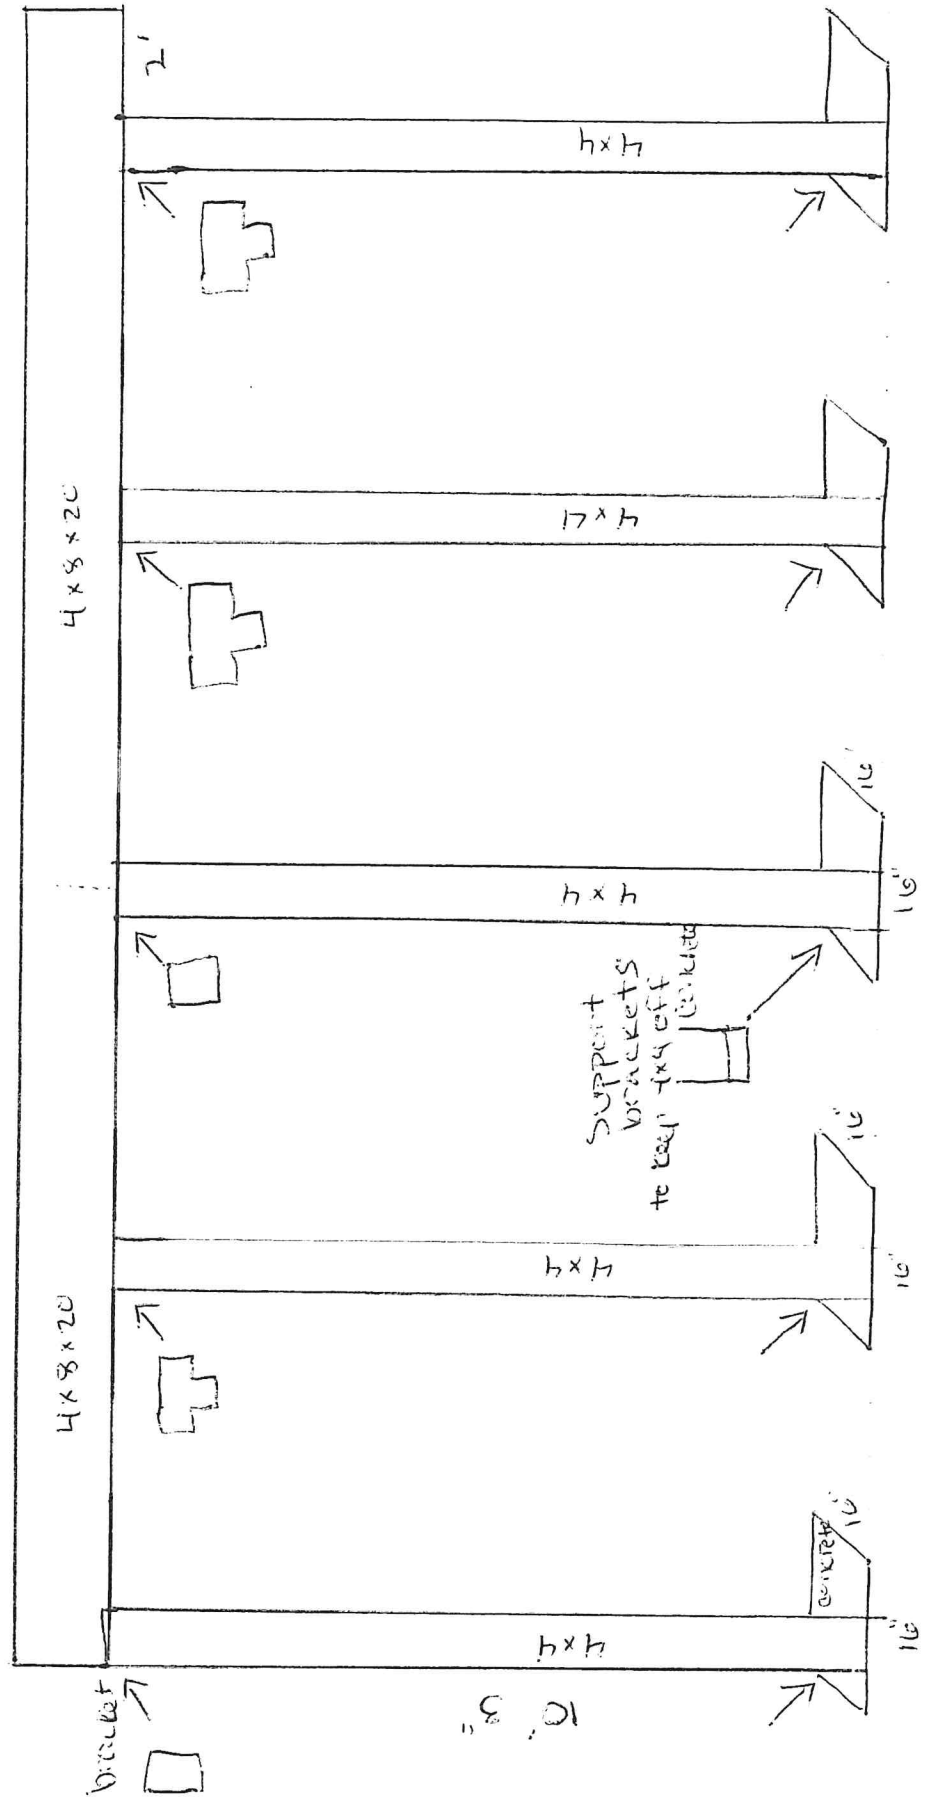 4x8x20
4x8x20
2'
bracket
4x4
4x4
4x4
4x4
4x4
10' 3"
support
brackets
to keep 4x4 off
concrete
concrete
16"
16"
16"
16"
16"